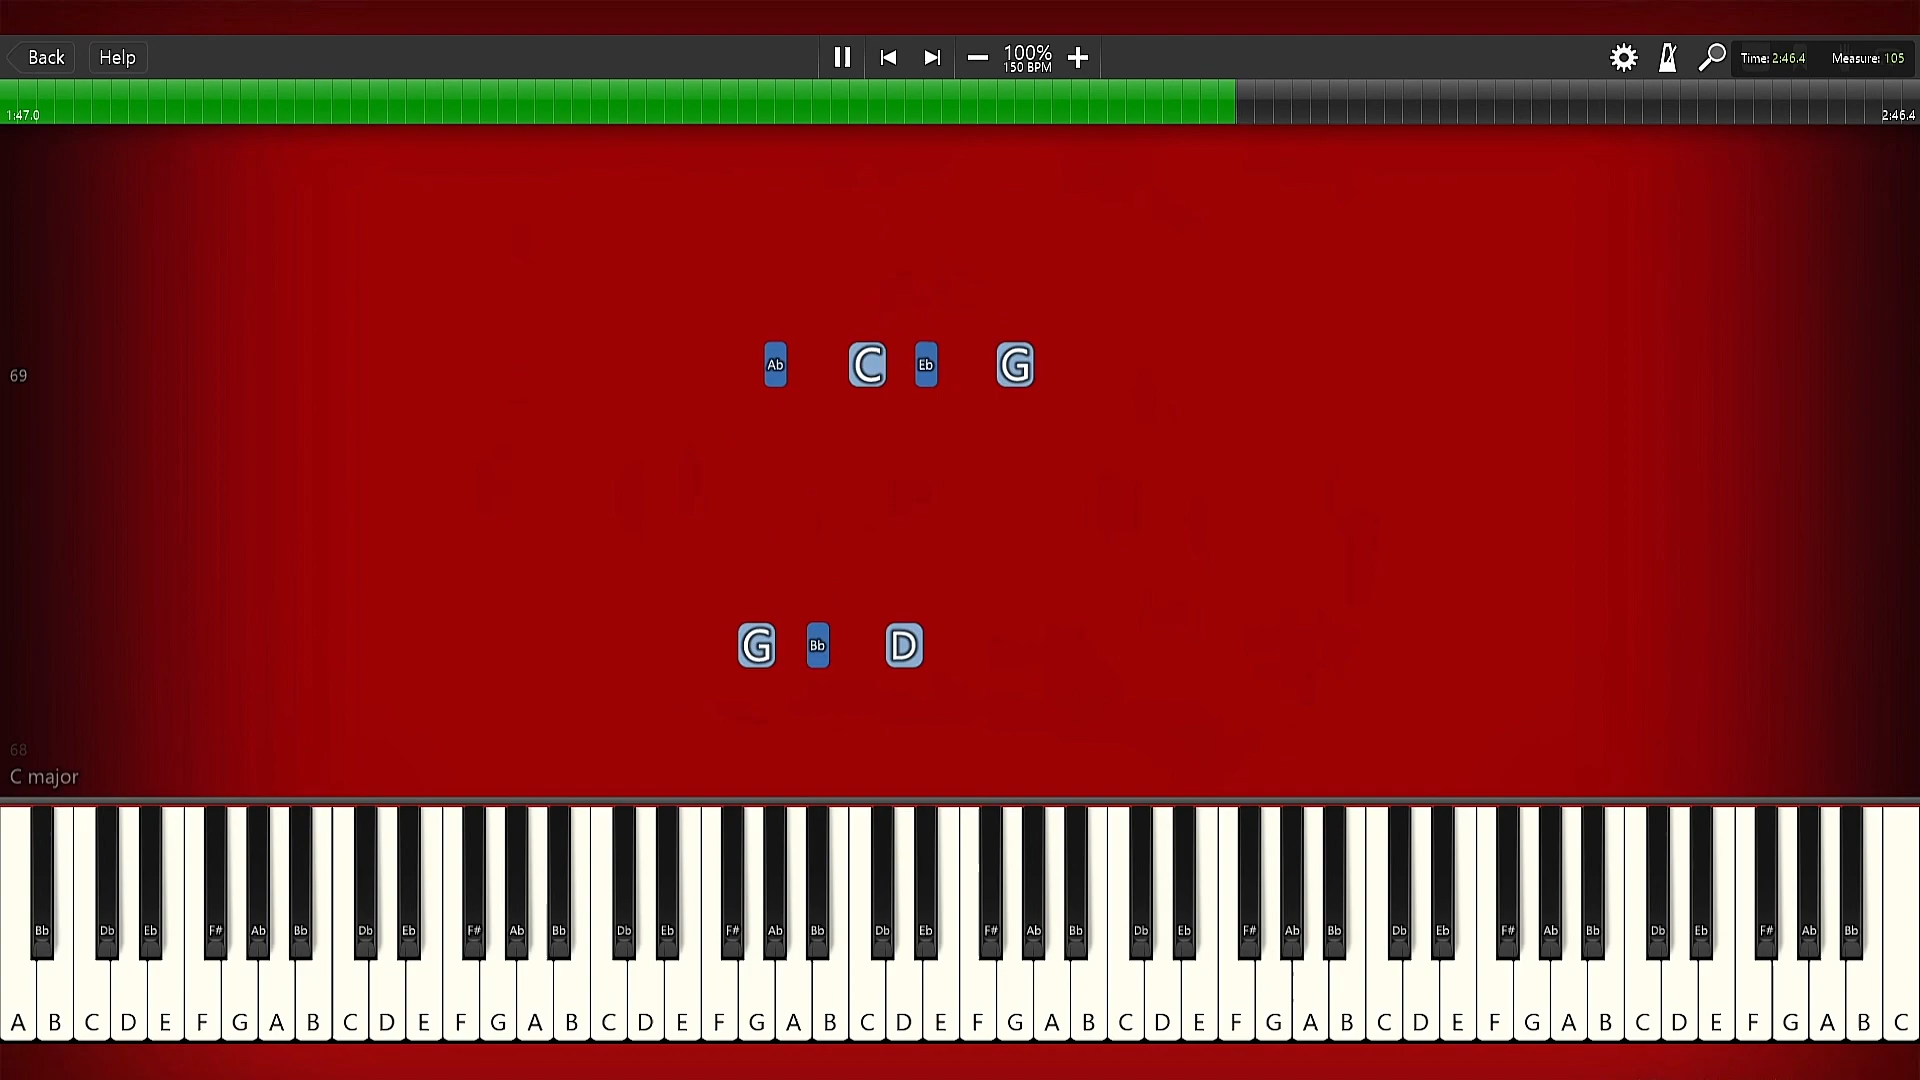 Back Help 100% 150 BPM Time: 2:46.4 Measure: 105
1:47.0 2:46.4
69 Ab C Eb G
G Bb D
68
C major
Bb Db Eb F# Ab Bb Db Eb F# Ab Bb Db Eb F# Ab Bb Db Eb F# Ab Bb Db Eb F# Ab Bb Db Eb F# Ab Bb Db Eb F# Ab Bb
A B C D E F G A B C D E F G A B C D E F G A B C D E F G A B C D E F G A B C D E F G A B C D E F G A B C